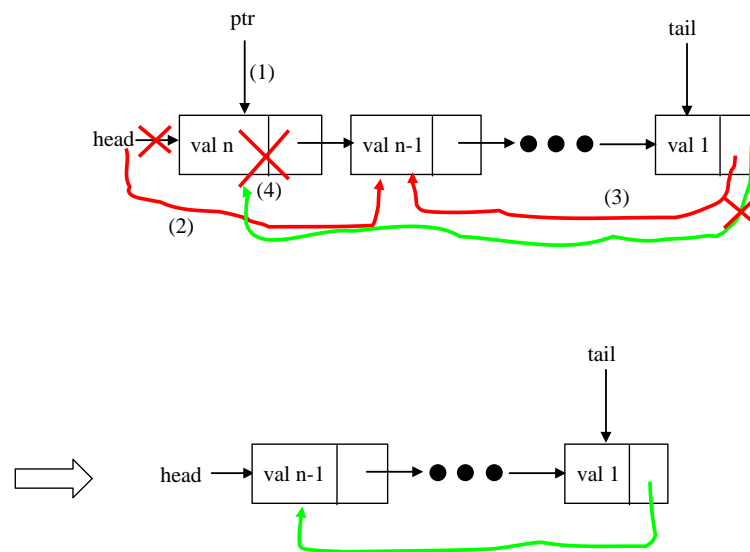 ptr
tail
(1)
head
val n
val n-1
val 1
(4)
(3)
(2)
tail
head
val n-1
val 1